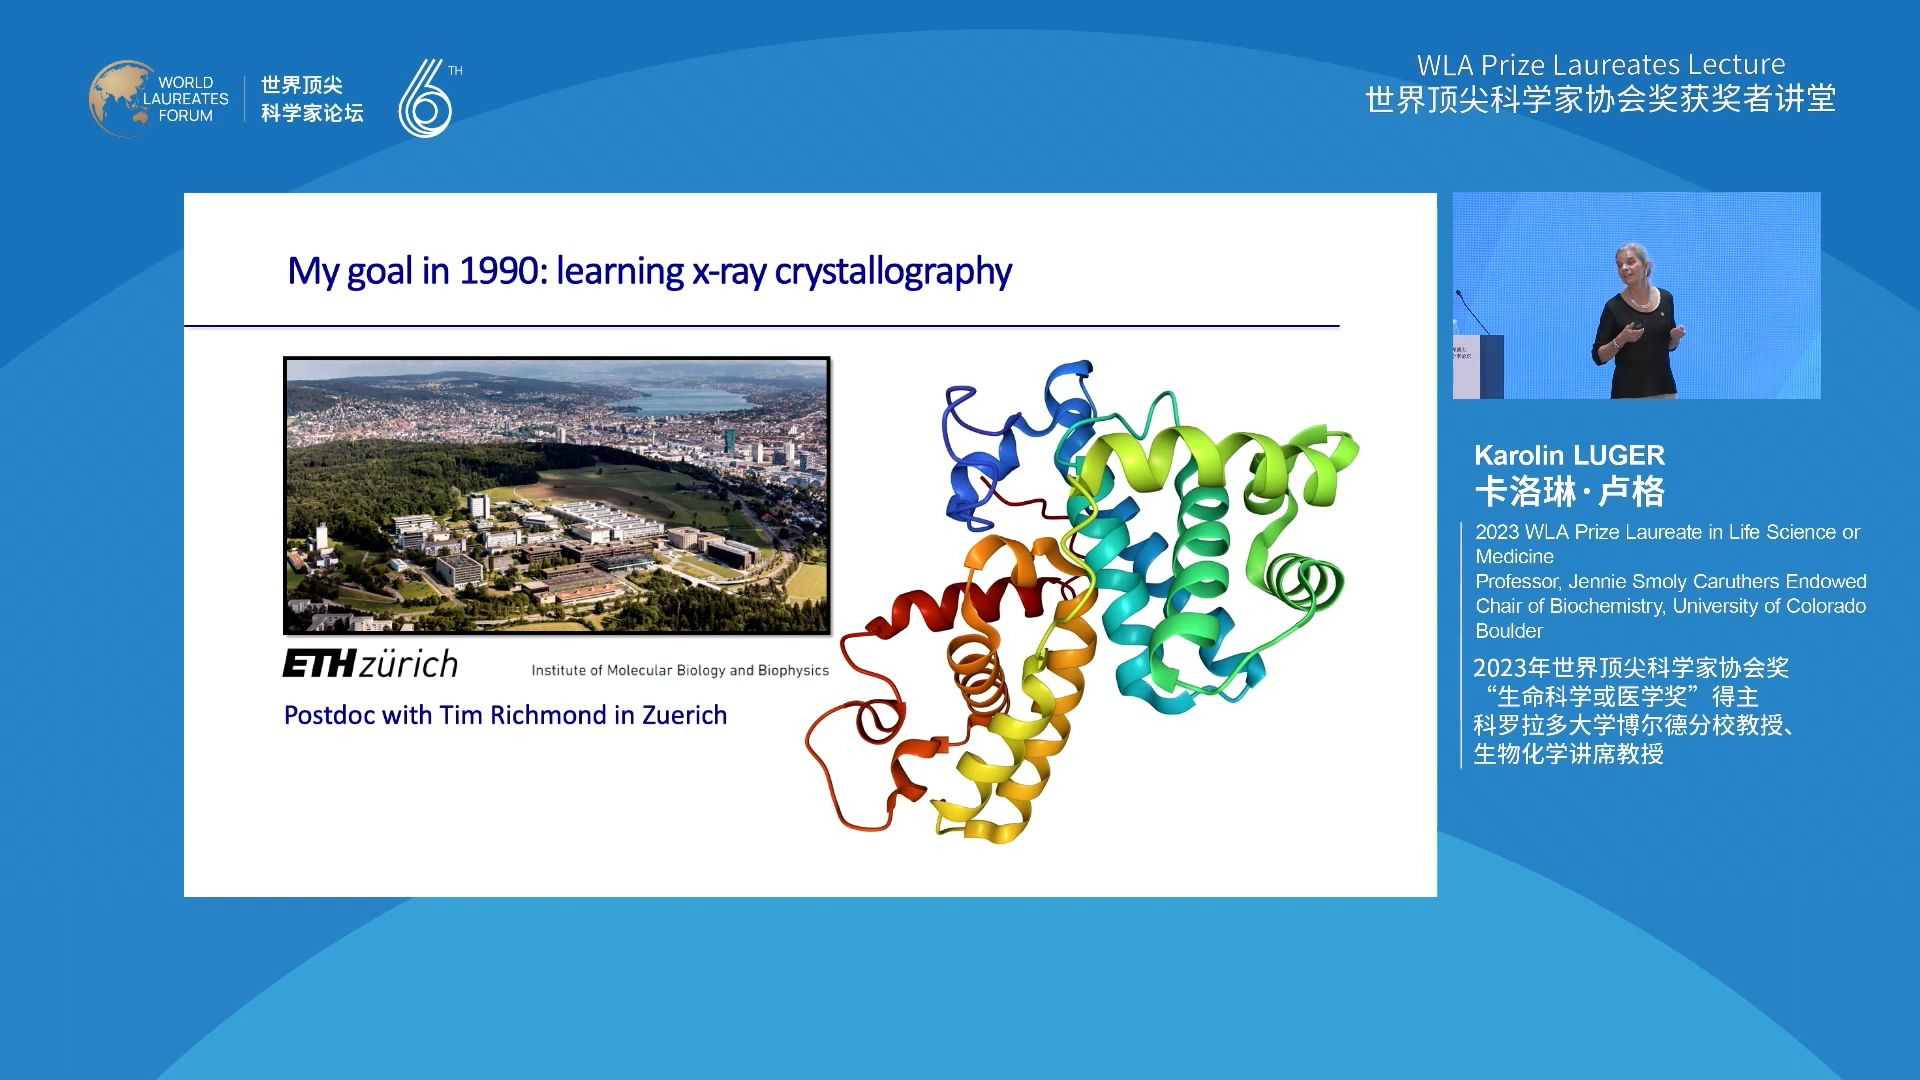 WORLD
LAUREATES
FORUM
世界顶尖
科学家论坛
6TH
WLA Prize Laureates Lecture
世界顶尖科学家协会奖获奖者讲堂
My goal in 1990: learning x-ray crystallography
ETH zürich
Institute of Molecular Biology and Biophysics
Postdoc with Tim Richmond in Zuerich
Karolin LUGER
卡洛琳·卢格
2023 WLA Prize Laureate in Life Science or
Medicine
Professor, Jennie Smoly Caruthers Endowed
Chair of Biochemistry, University of Colorado
Boulder
2023年世界顶尖科学家协会奖
“生命科学或医学奖”得主
科罗拉多大学博尔德分校教授、
生物化学讲席教授